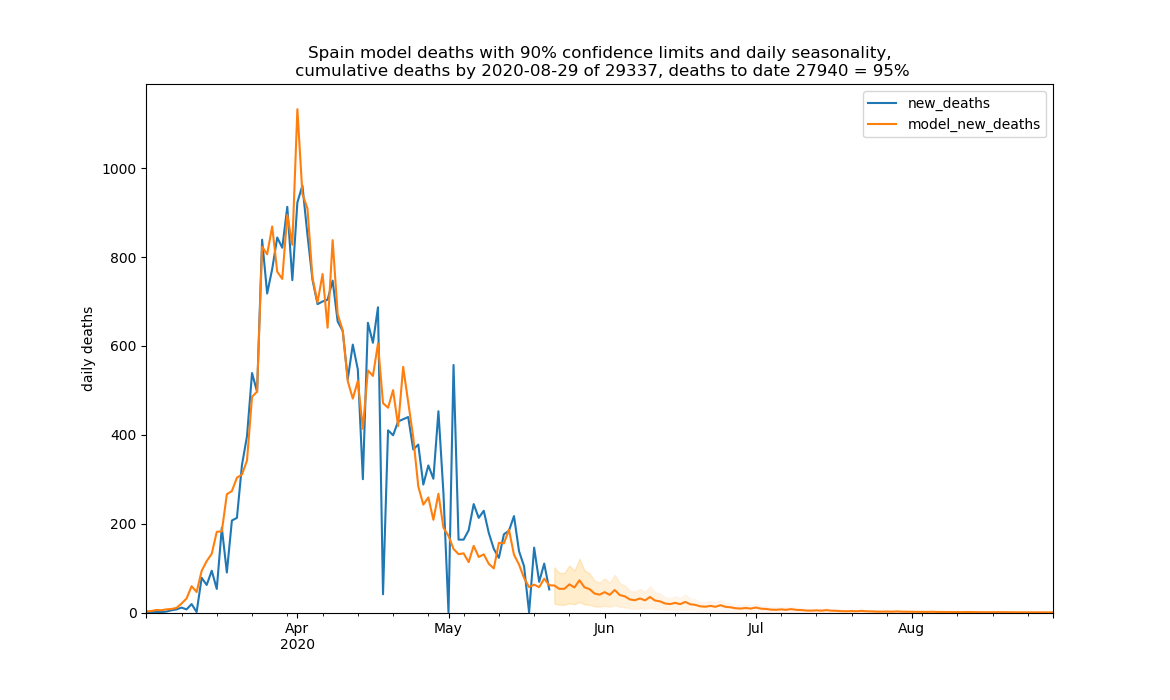 Spain model deaths with 90% confidence limits and daily seasonality,
cumulative deaths by 2020-08-29 of 29337, deaths to date 27940 = 95%
new_deaths
model_new_deaths
daily deaths
1000
800
600
400
200
0
Apr
2020
May
Jun
Jul
Aug